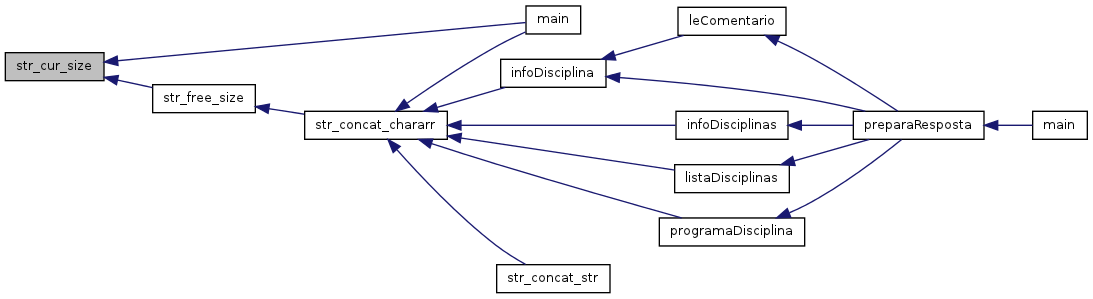 main
leComentario
str_cur_size
infoDisciplina
str_free_size
str_concat_chararr
infoDisciplinas
preparaResposta
main
listaDisciplinas
programaDisciplina
str_concat_str